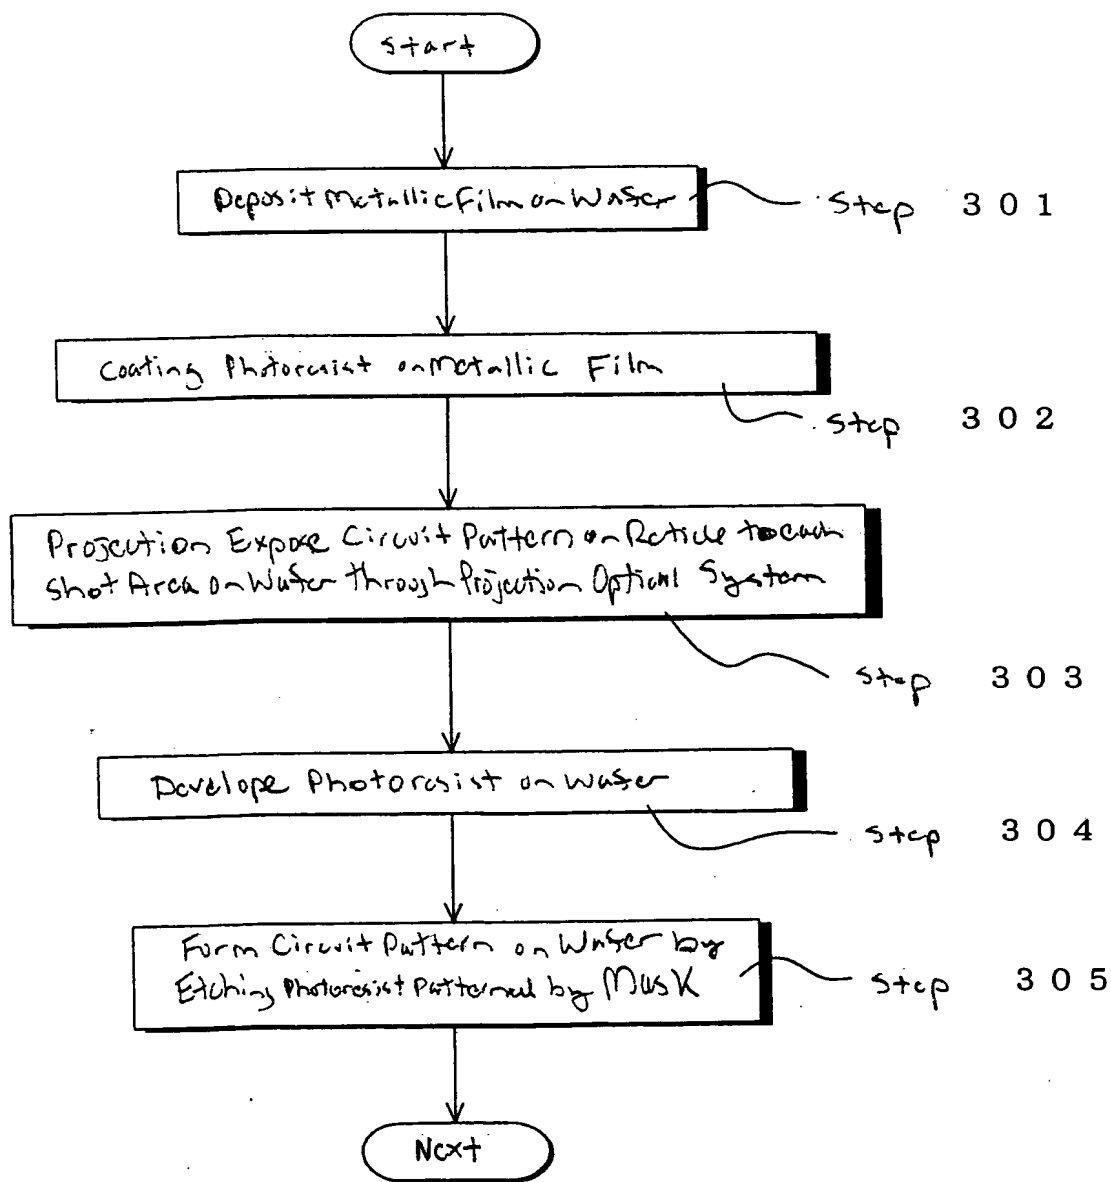 Start
Deposit Metallic Film on Wafer
Step 301
Coating Photoresist on Metallic Film
Step 302
Projection Expose Circuit Pattern on Reticle to each
Shot Area on Wafer through Projection Optical System
Step 303
Develope Photoresist on Wafer
Step 304
Form Circuit Pattern on Wafer by
Etching Photoresist Patterned by Mask
Step 305
Next